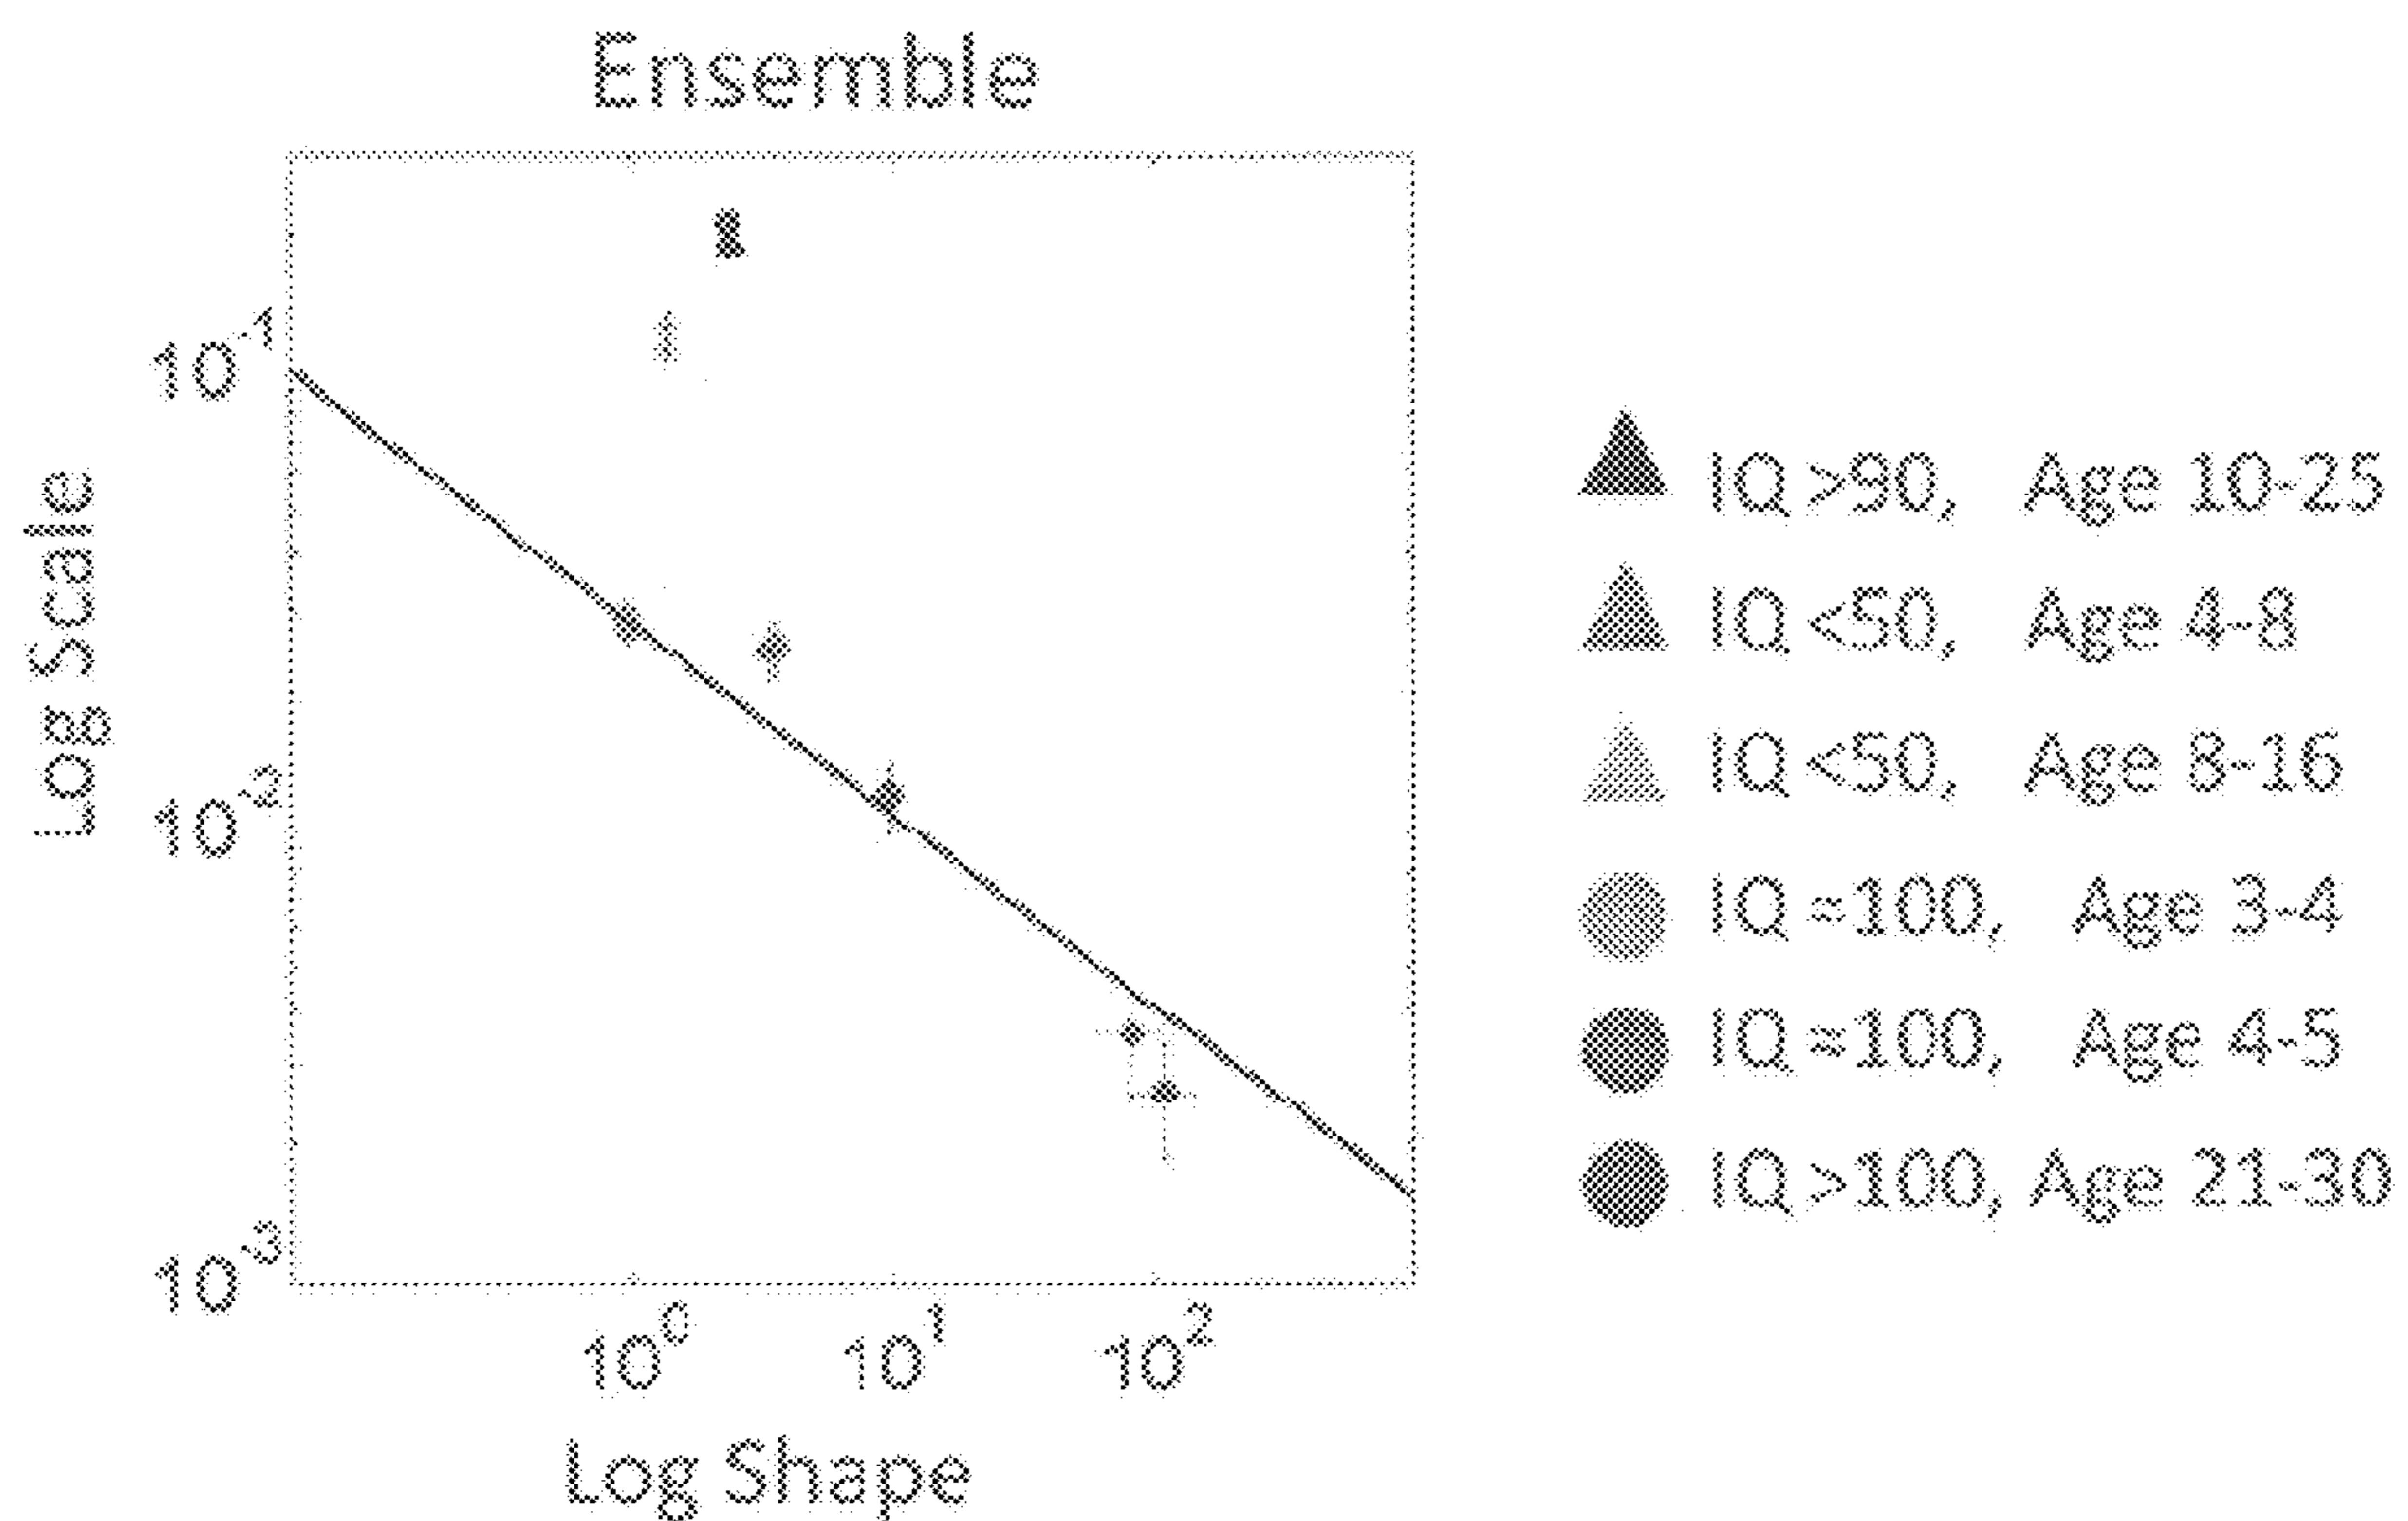 Ensemble
Log Scale
10^-1
10^-2
10^-3
10^0 10^1 10^2
Log Shape
IQ >90, Age 10-25
IQ <50, Age 4-8
IQ <50, Age 8-16
IQ ≈100, Age 3-4
IQ ≈100, Age 4-5
IQ >100, Age 21-30